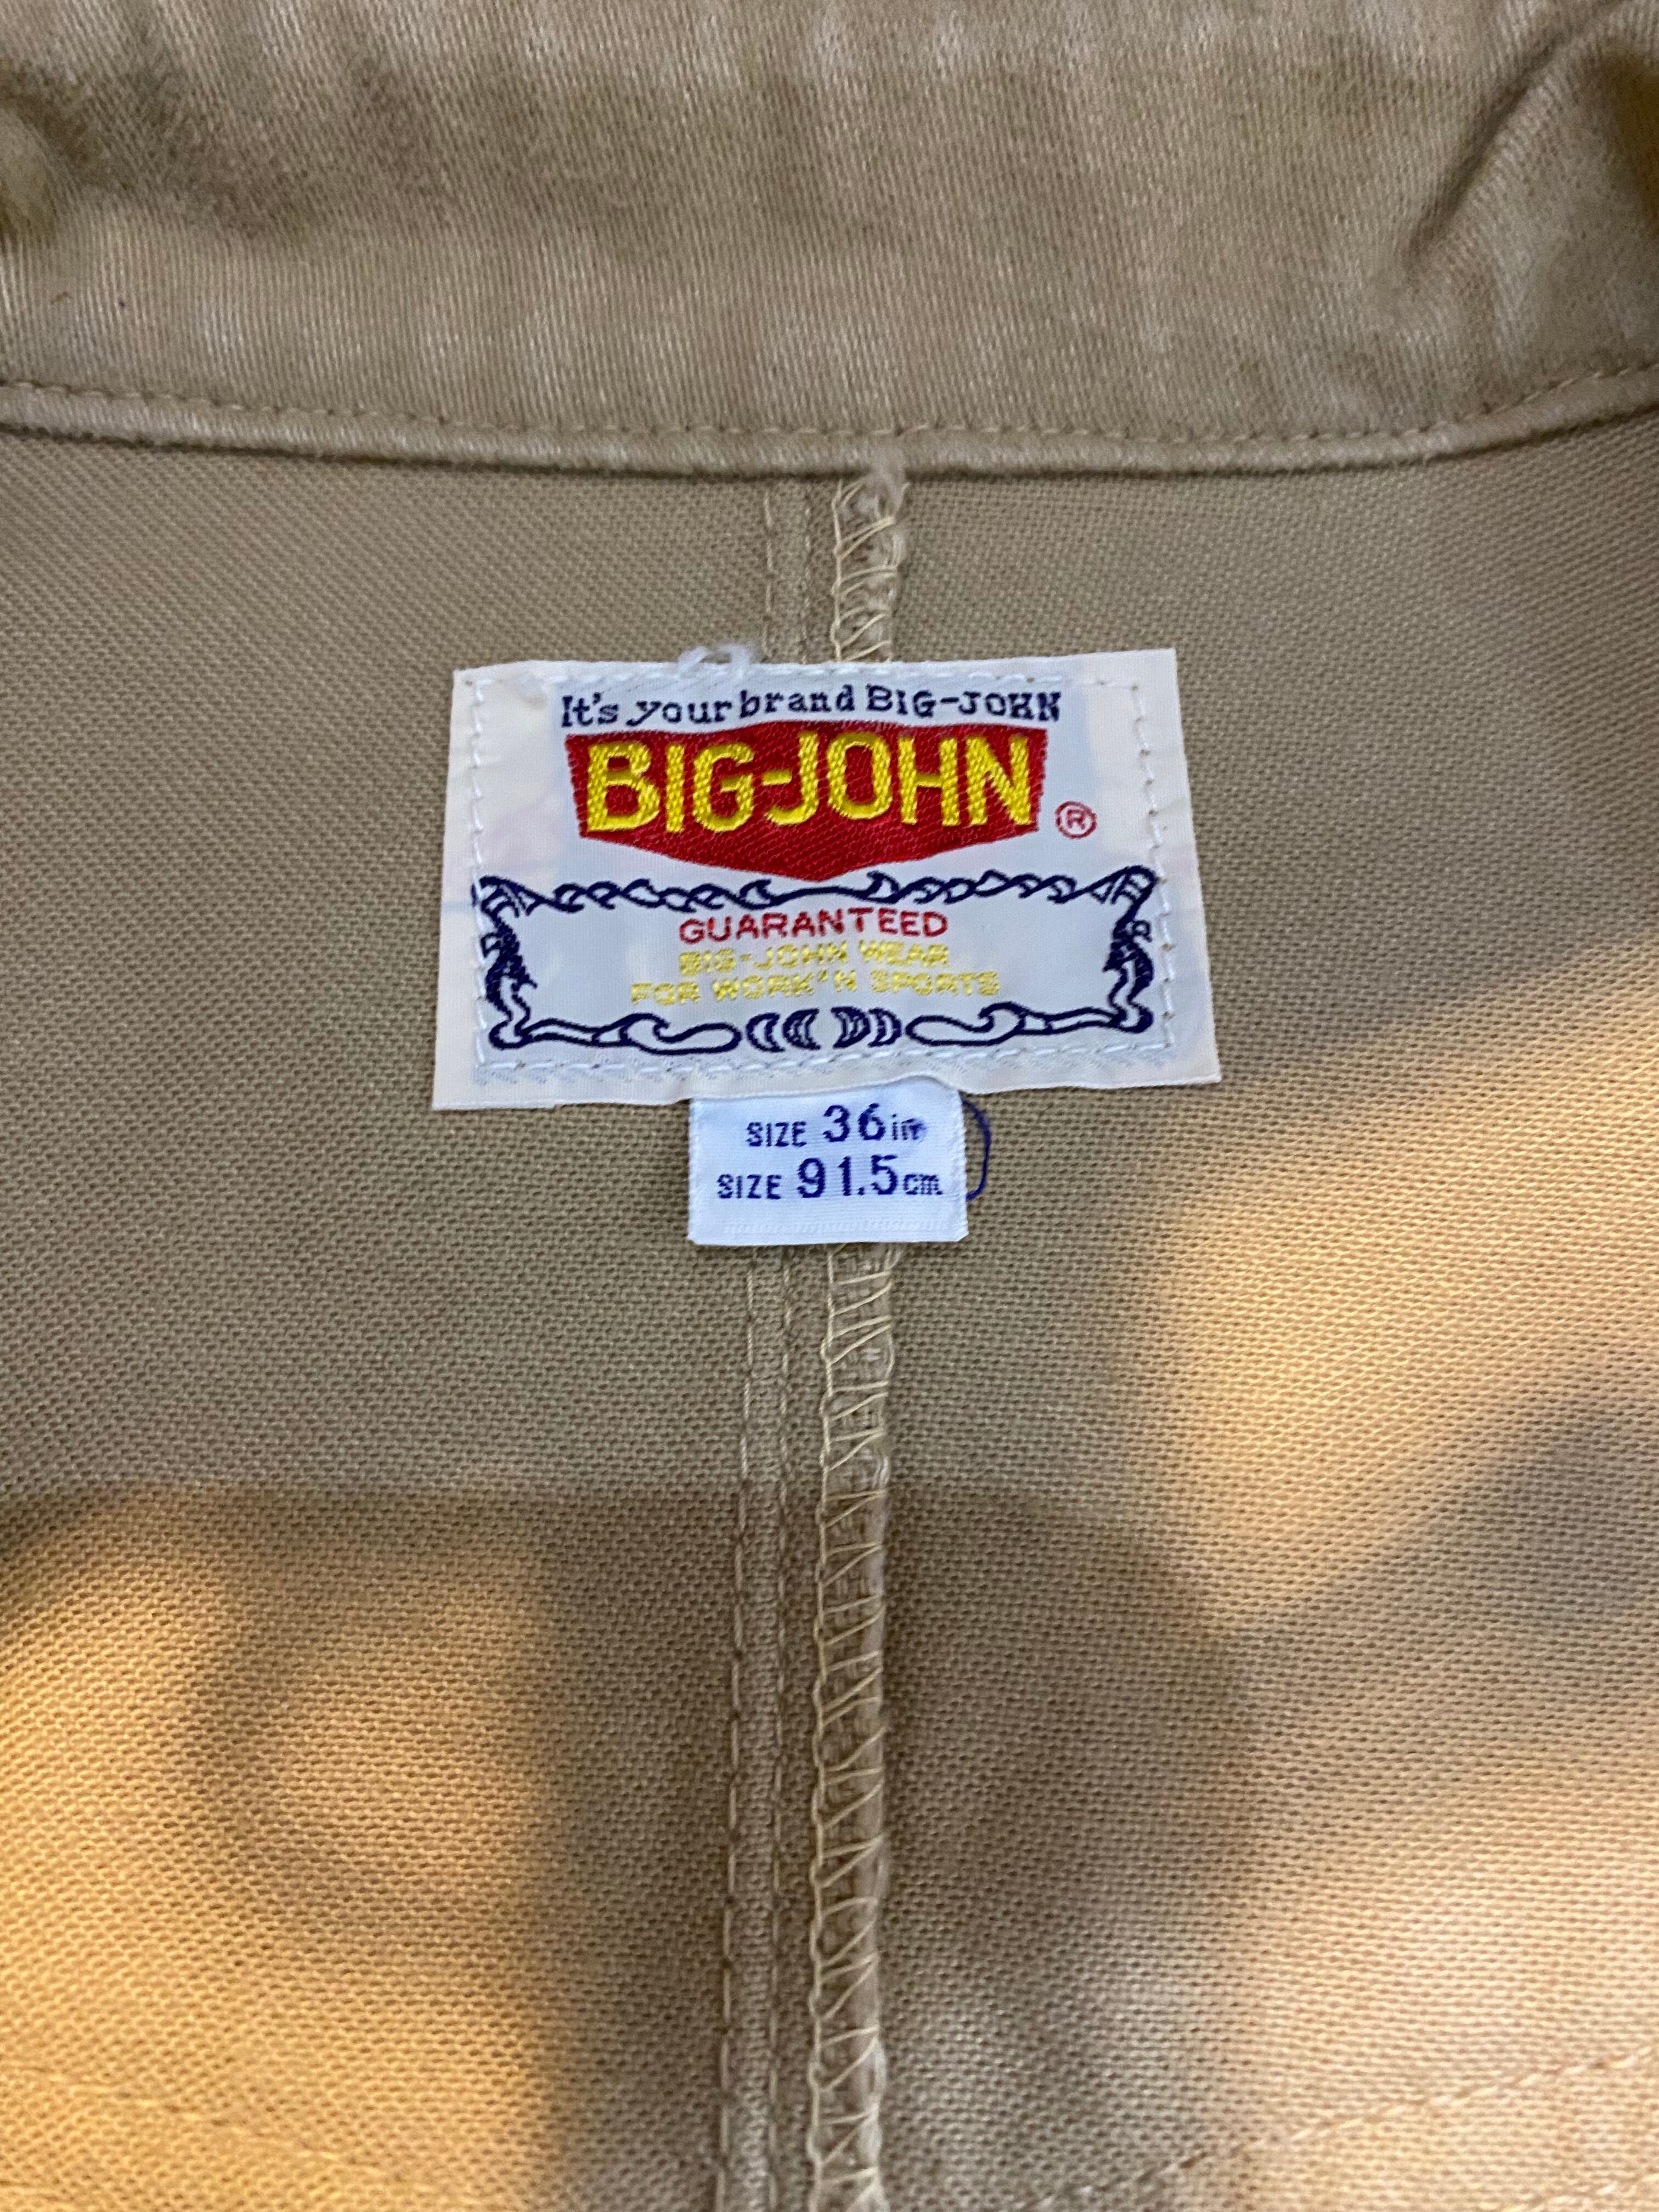 It's your brand BIG-JOHN
BIG-JOHN
®
GUARANTEED
BIG-JOHN WEAR
FOR WORK'N SPORTS
SIZE 36in
SIZE 91.5cm